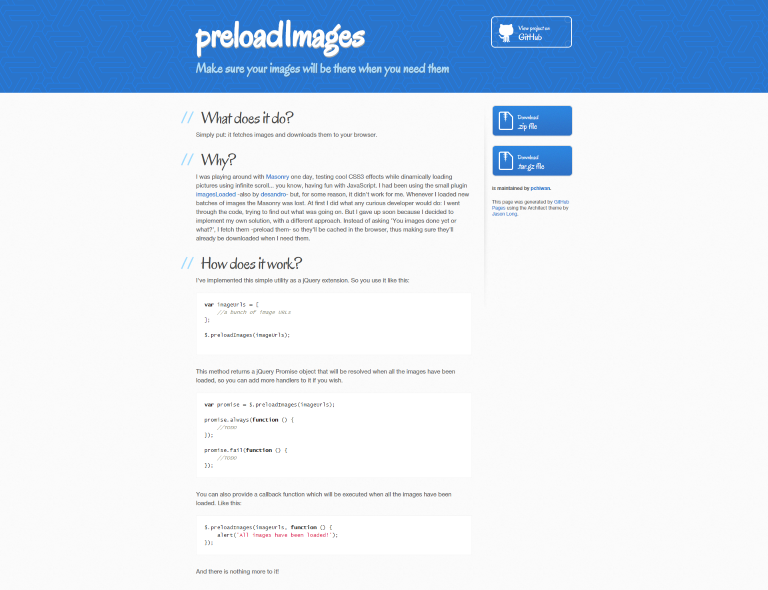 preloadImages
Make sure your images will be there when you need them
View project on
GitHub
// What does it do?
Simply put: it fetches images and downloads them to your browser.
// Why?
I was playing around with Masonry one day, testing cool CSS3 effects while dinamically loading
pictures using infinite scroll... you know, having fun with JavaScript. I had been using the small plugin
imagesLoaded -also by desandro- but, for some reason, it didn't work for me. Whenever I loaded new
batches of images the Masonry was lost. At first I did what any curious developer would do: I went
through the code, trying to find out what was going on. But I gave up soon because I decided to
implement my own solution, with a different approach. Instead of asking 'You images done yet or
what?', I fetch them -preload them- so they'll be cached in the browser, thus making sure they'll
already be downloaded when I need them.
// How does it work?
I've implemented this simple utility as a jQuery extension. So you use it like this:
var imageUrls = [
//a bunch of image URLs
];
$.preloadImages(imageUrls);
This method returns a jQuery Promise object that will be resolved when all the images have been
loaded, so you can add more handlers to it if you wish.
var promise = $.preloadImages(imageUrls);
promise.always(function () {
//TODO
});
promise.fail(function () {
//TODO
});
You can also provide a callback function which will be executed when all the images have been
loaded. Like this:
$.preloadImages(imageUrls, function () {
alert('All images have been loaded!');
});
And there is nothing more to it!
Download
.zip file
Download
.tar.gz file
is maintained by pchiwan.
This page was generated by GitHub
Pages using the Architect theme by
Jason Long.